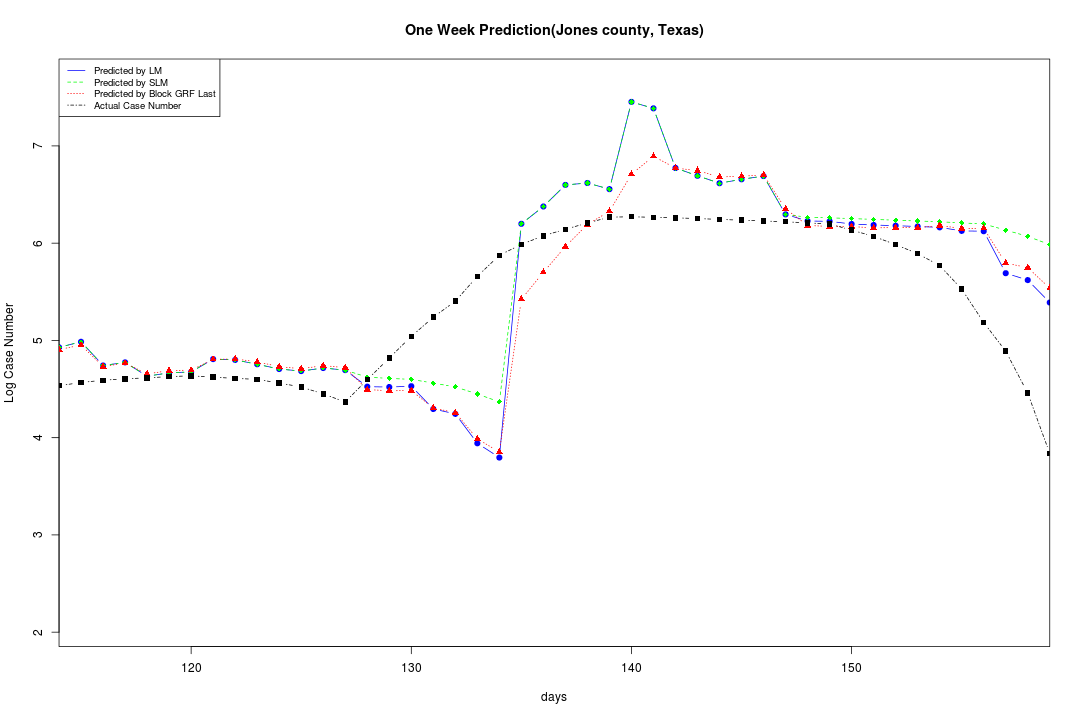 One Week Prediction(Jones county, Texas)
Predicted by LM
Predicted by SLM
Predicted by Block GRF Last
Actual Case Number
Log Case Number
7
6
5
4
3
2
120 130 140 150
days